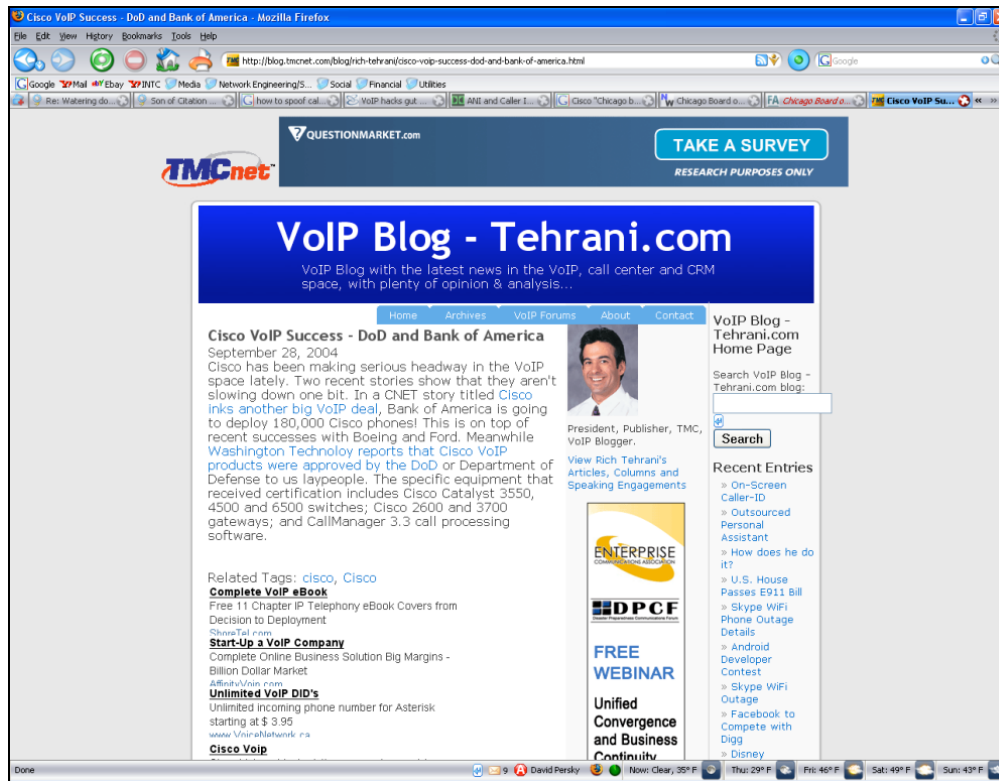 Cisco VoIP Success - DoD and Bank of America - Mozilla Firefox
File Edit View History Bookmarks Tools Help
http://blog.tmcnet.com/blog/rich-tehrani/cisco-voip-success-dod-and-bank-of-america.html
Google
Google Mail Ebay INTC Media Network Engineering/S... Social Financial Utilities
Re: Watering do... Son of Citation ... how to spoof cal... VoIP hacks gut ... ANI and Caller I... Cisco "Chicago b... Chicago Board o... Chicago Board o... Cisco VoIP Su...
QUESTIONMARKET.com
TAKE A SURVEY
RESEARCH PURPOSES ONLY
TMCnet
VoIP Blog - Tehrani.com
VoIP Blog with the latest news in the VoIP, call center and CRM
space, with plenty of opinion & analysis...
Home Archives VoIP Forums About Contact
Cisco VoIP Success - DoD and Bank of America
September 28, 2004
Cisco has been making serious headway in the VoIP
space lately. Two recent stories show that they aren't
slowing down one bit. In a CNET story titled Cisco
inks another big VoIP deal, Bank of America is going
to deploy 180,000 Cisco phones! This is on top of
recent successes with Boeing and Ford. Meanwhile
Washington Technoloy reports that Cisco VoIP
products were approved by the DoD or Department of
Defense to us laypeople. The specific equipment that
received certification includes Cisco Catalyst 3550,
4500 and 6500 switches; Cisco 2600 and 3700
gateways; and CallManager 3.3 call processing
software.
Related Tags: cisco, Cisco
Complete VoIP eBook
Free 11 Chapter IP Telephony eBook Covers from
Decision to Deployment
ShoreTel.com
Start-Up a VoIP Company
Complete Online Business Solution Big Margins -
Billion Dollar Market
AffinityVoip.com
Unlimited VoIP DID's
Unlimited incoming phone number for Asterisk
starting at $ 3.95
www.VoiceNetwork.ca
Cisco Voip
President, Publisher, TMC,
VoIP Blogger.
View Rich Tehrani's
Articles, Columns and
Speaking Engagements
ENTERPRISE
COMMUNICATIONS ASSOCIATION
DPCF
Disaster Preparedness Communications Forum
FREE
WEBINAR
Unified
Convergence
and Business
Continuity
VoIP Blog -
Tehrani.com
Home Page
Search VoIP Blog -
Tehrani.com blog:
Search
Recent Entries
» On-Screen
Caller-ID
» Outsourced
Personal
Assistant
» How does he do
it?
» U.S. House
Passes E911 Bill
» Skype WiFi
Phone Outage
Details
» Android
Developer
Contest
» Skype WiFi
Outage
» Facebook to
Compete with
Digg
» Disney
Done
9 David Persky Now: Clear, 35° F Thu: 29° F Fri: 46° F Sat: 49° F Sun: 43° F